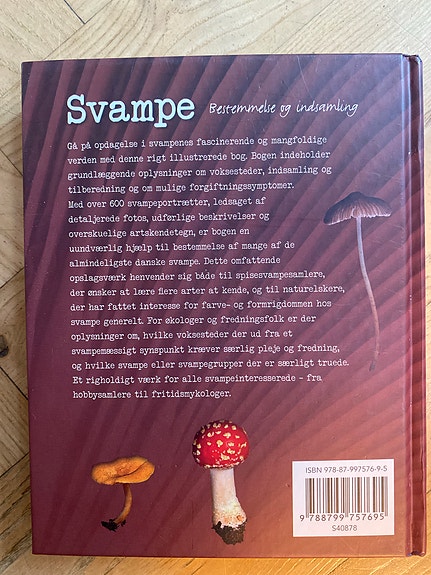 Svampe Bestemmelse og indsamling
Gå på opdagelse i svampenes fascinerende og mangfoldige
verden med denne rigt illustrerede bog. Bogen indeholder
grundlæggende oplysninger om voksesteder, indsamling og
tilberedning og om mulige forgiftningssymptomer.
Med over 600 svampeportrætter, ledsaget af
detaljerede fotos, udførlige beskrivelser og
overskuelige artskendetegn, er bogen en
uundværlig hjælp til bestemmelse af mange af de
almindeligste danske svampe. Dette omfattende
opslagsværk henvender sig både til spisesvampesamlere,
der ønsker at lære flere arter at kende, og til naturelskere,
der har fattet interesse for farve- og formrigdommen hos
svampe generelt. For økologer og fredningsfolk er der
oplysninger om, hvilke voksesteder der ud fra et
svampemæssigt synspunkt kræver særlig pleje og fredning,
og hvilke svampe eller svampegrupper der er særligt truede.
Et righoldigt værk for alle svampeinteresserede - fra
hobbysamlere til fritidsmykologer.
ISBN 978-87-997576-9-5
9 788799 757695
S40878